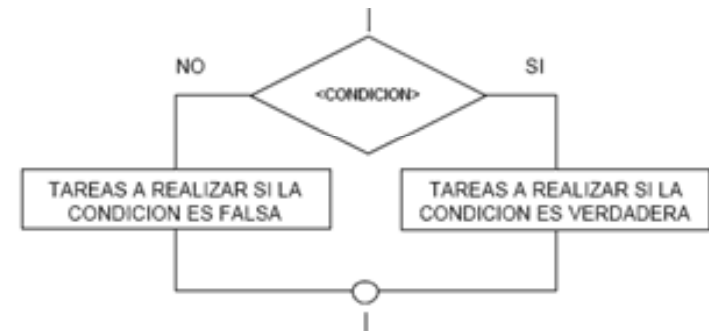 NO
SI
<CONDICION>
TAREAS A REALIZAR SI LA
CONDICION ES FALSA
TAREAS A REALIZAR SI LA
CONDICION ES VERDADERA